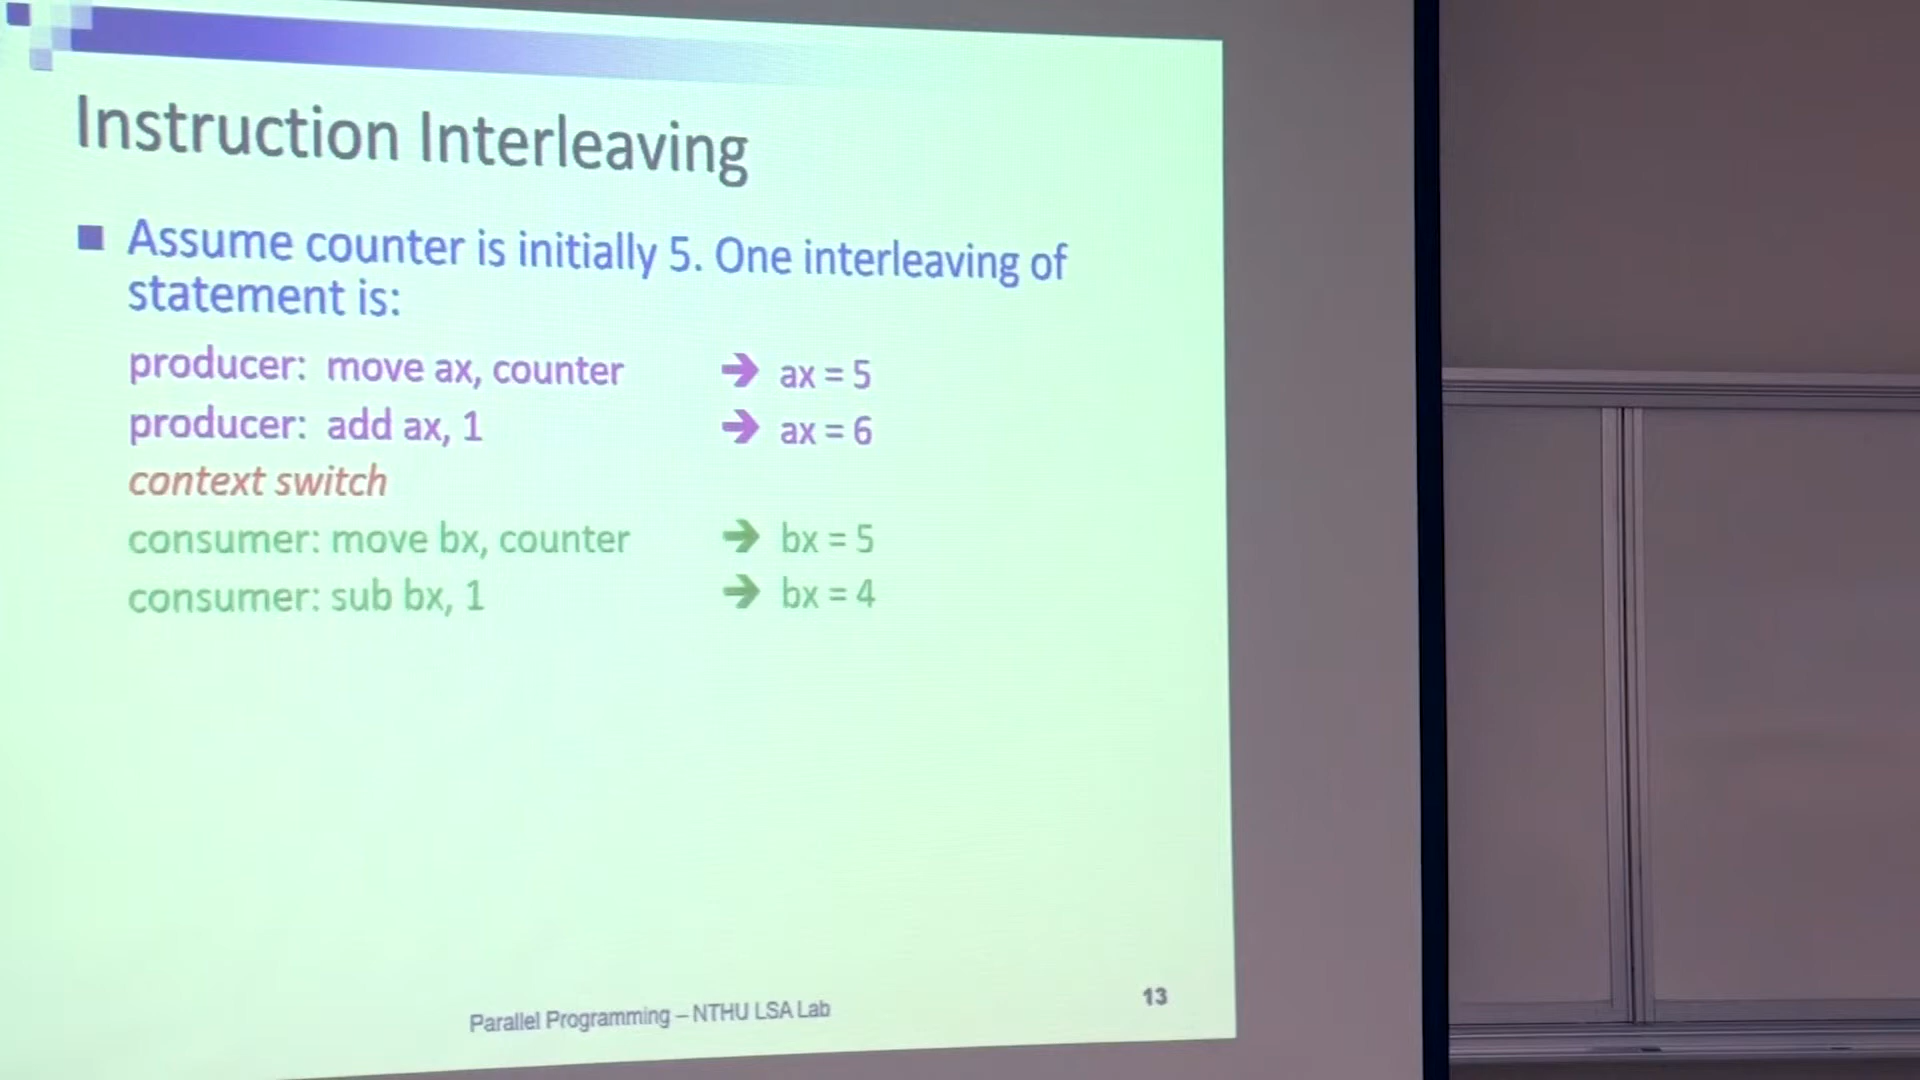 Instruction Interleaving
Assume counter is initially 5. One interleaving of
statement is:
producer: move ax, counter → ax = 5
producer: add ax, 1 → ax = 6
context switch
consumer: move bx, counter → bx = 5
consumer: sub bx, 1 → bx = 4
Parallel Programming – NTHU LSA Lab
13